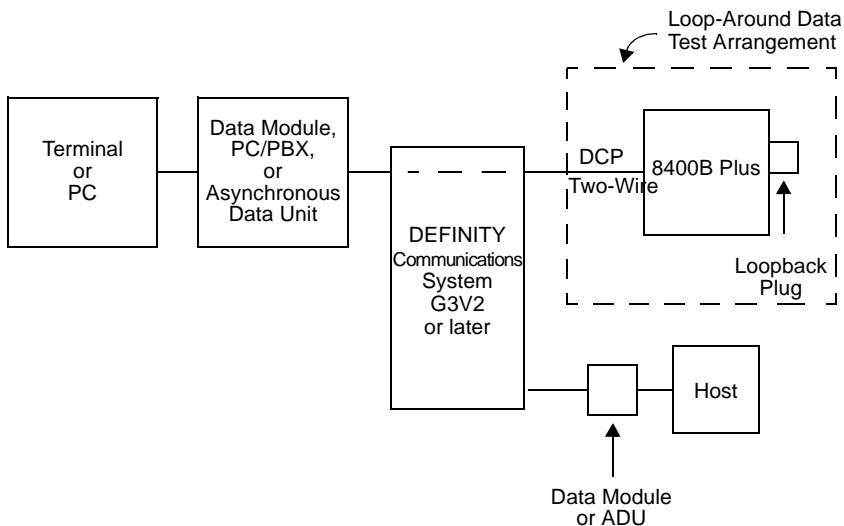 Loop-Around Data
Test Arrangement
Terminal
or
PC
Data Module,
PC/PBX,
or
Asynchronous
Data Unit
DCP
Two-Wire
8400B Plus
DEFINITY
Communications
System
G3V2
or later
Loopback
Plug
Host
Data Module
or ADU